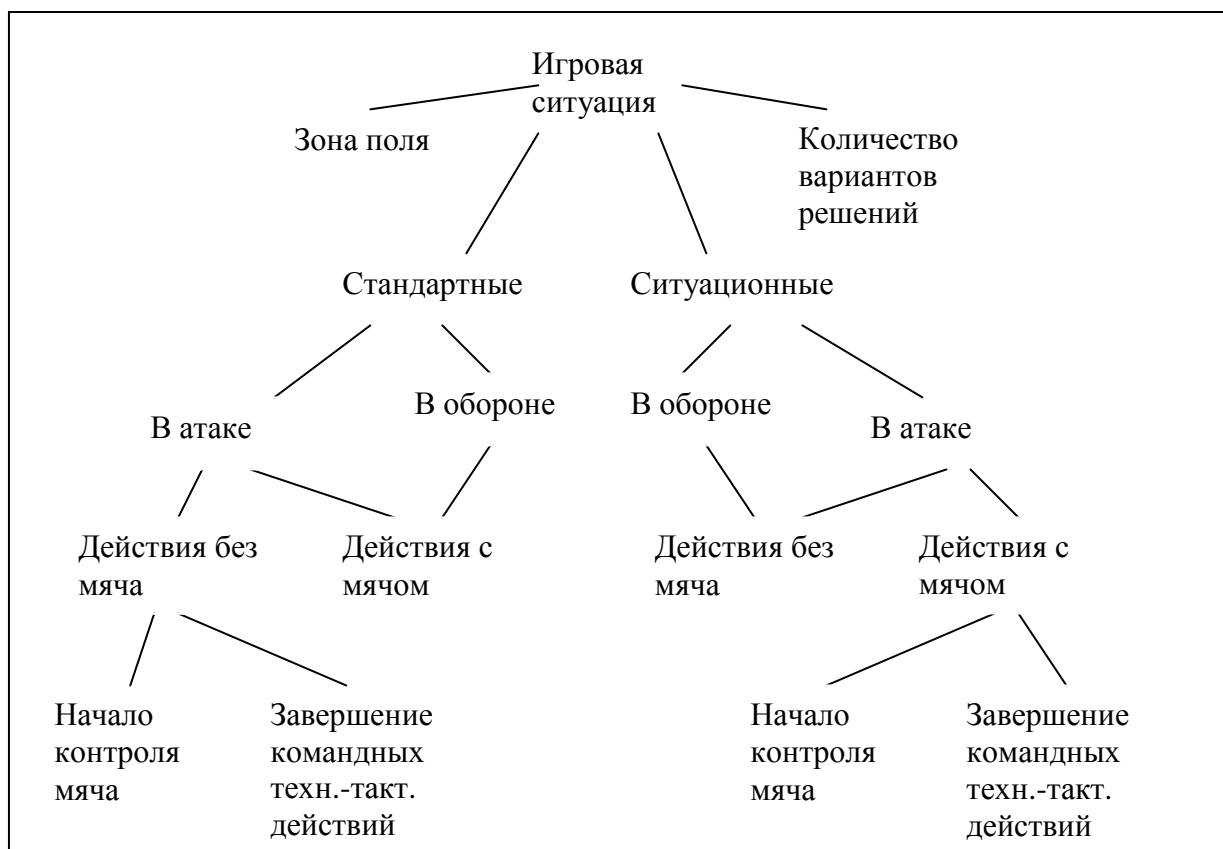 Игровая
ситуация
Зона поля
Количество
вариантов
решений
Стандартные
Ситуационные
В атаке
В обороне
В обороне
В атаке
Действия без
мяча
Действия с
мячом
Действия без
мяча
Действия с
мячом
Начало
контроля
мяча
Завершение
командных
техн.-такт.
действий
Начало
контроля
мяча
Завершение
командных
техн.-такт.
действий